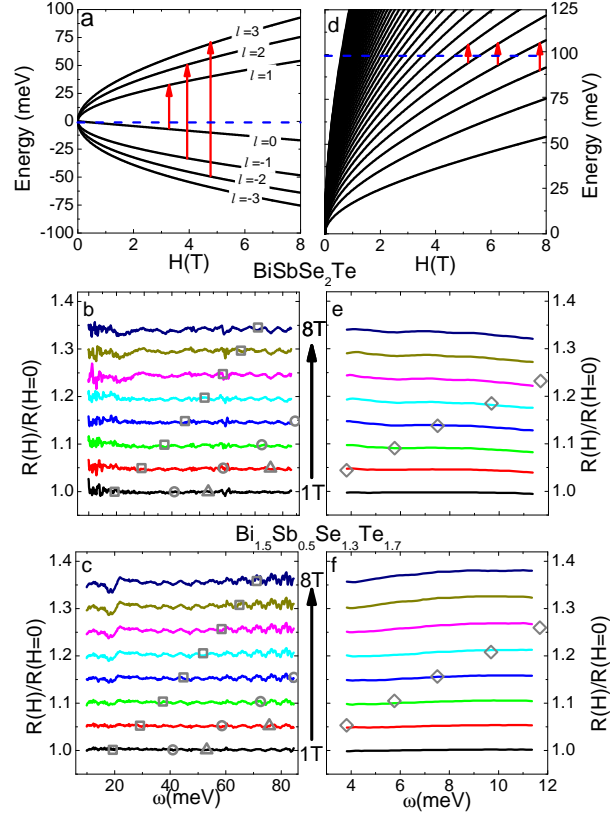 a
Energy (meV)
100
75
50
25
0
-25
-50
-75
-100
l=3
l=2
l=1
l=0
l=-1
l=-2
l=-3
0 2 4 6 8
H(T)
d
125
100
75
50
25
0
Energy (meV)
0 2 4 6 8
H(T)
BiSbSe2Te
b
R(H)/R(H=0)
1.4
1.3
1.2
1.1
1.0
8T
1T
e
1.4
1.3
1.2
1.1
1.0
R(H)/R(H=0)
Bi1.5Sb0.5Se1.3Te1.7
c
R(H)/R(H=0)
1.4
1.3
1.2
1.1
1.0
8T
1T
20 40 60 80
ω(meV)
f
1.4
1.3
1.2
1.1
1.0
R(H)/R(H=0)
4 6 8 10 12
ω(meV)